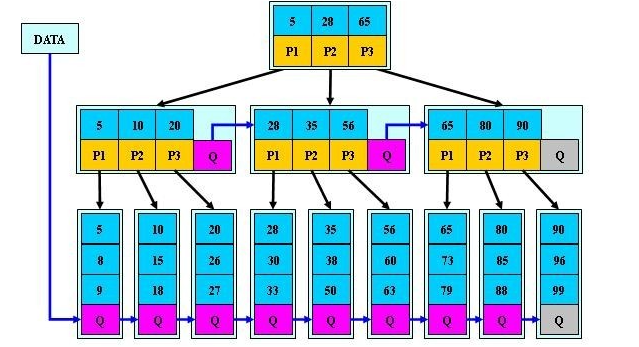 5 28 65
DATA
P1 P2 P3
5 10 20
28 35 56
65 80 90
P1 P2 P3 Q
P1 P2 P3 Q
P1 P2 P3 Q
5 10 20 28 35 56 65 80 90
8 15 26 30 38 60 73 85 96
9 18 27 33 50 63 79 88 99
Q Q Q Q Q Q Q Q Q